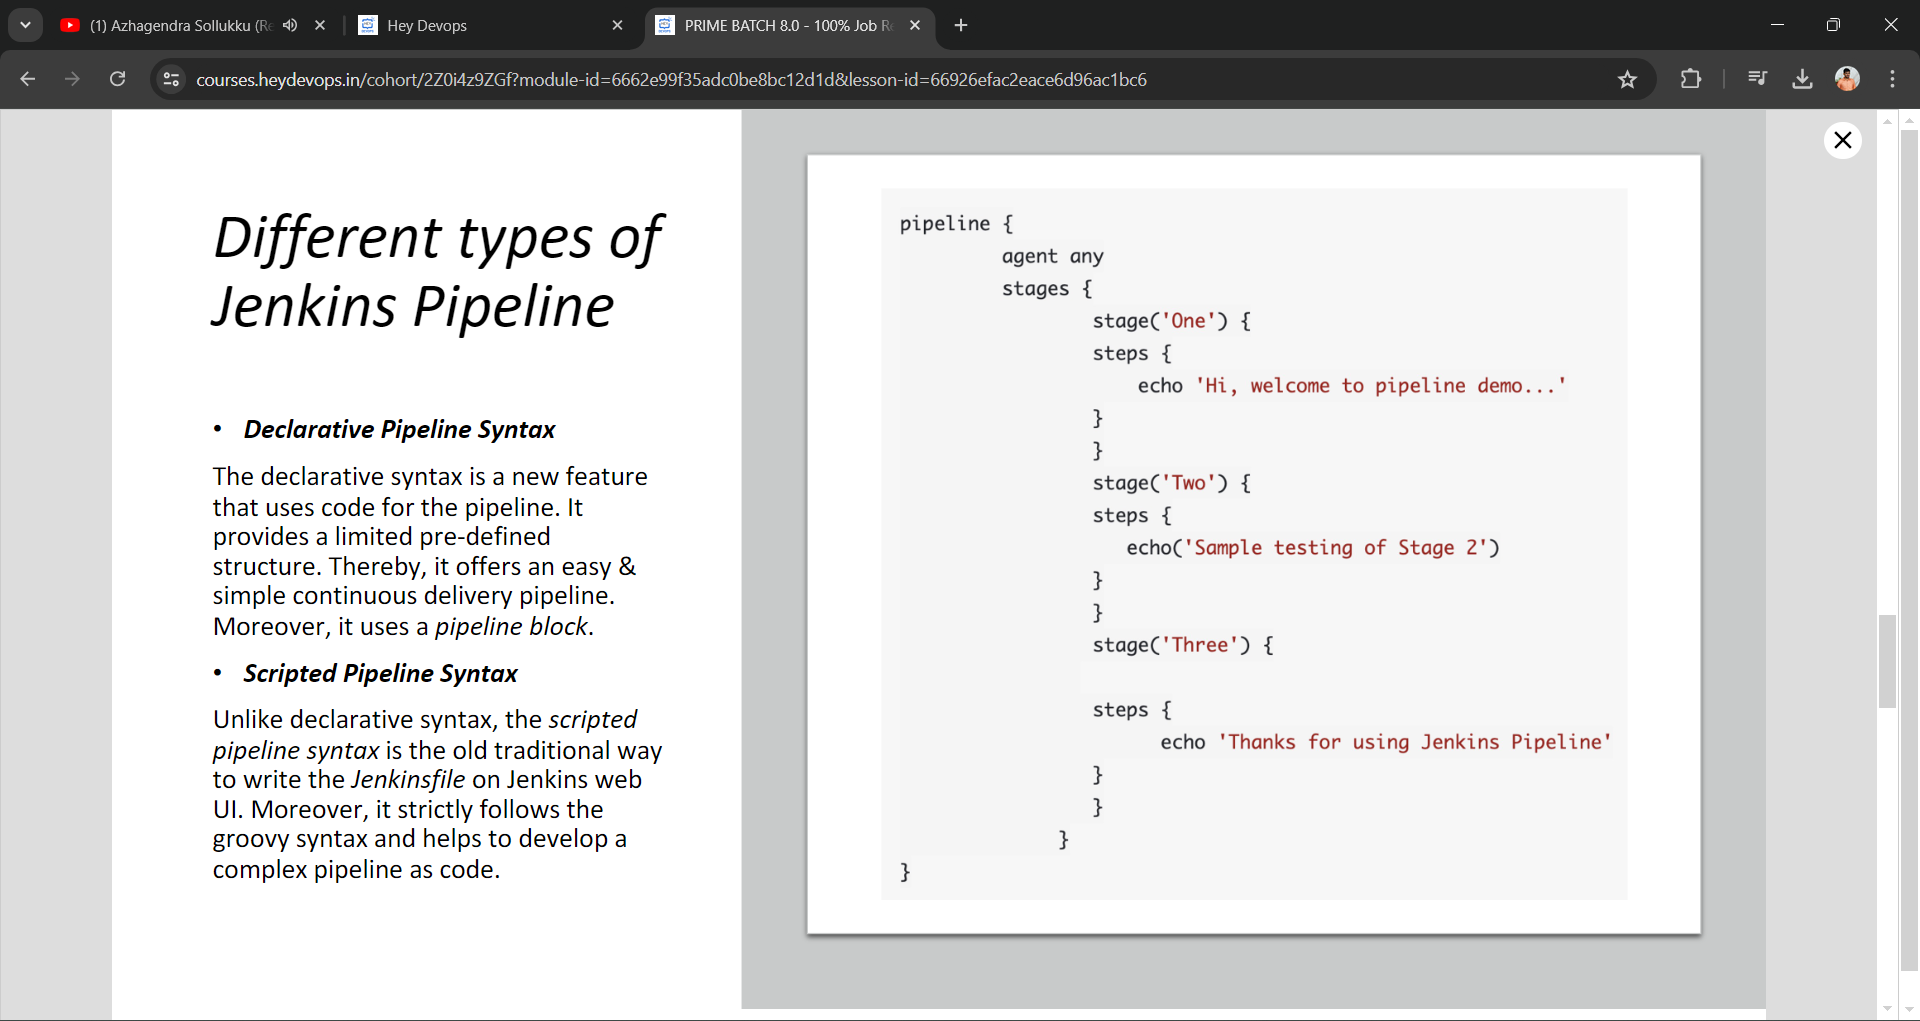 (1) Azhagendra Sollukku (Re
Hey Devops
PRIME BATCH 8.0 - 100% Job R
courses.heydevops.in/cohort/2Z0i4z9ZGf?module-id=6662e99f35adc0be8bc12d1d&lesson-id=66926efac2eace6d96ac1bc6
Different types of
Jenkins Pipeline
• Declarative Pipeline Syntax
The declarative syntax is a new feature
that uses code for the pipeline. It
provides a limited pre-defined
structure. Thereby, it offers an easy &
simple continuous delivery pipeline.
Moreover, it uses a pipeline block.
• Scripted Pipeline Syntax
Unlike declarative syntax, the scripted
pipeline syntax is the old traditional way
to write the Jenkinsfile on Jenkins web
UI. Moreover, it strictly follows the
groovy syntax and helps to develop a
complex pipeline as code.
pipeline {
agent any
stages {
stage('One') {
steps {
echo 'Hi, welcome to pipeline demo...'
}
}
stage('Two') {
steps {
echo('Sample testing of Stage 2')
}
}
stage('Three') {
steps {
echo 'Thanks for using Jenkins Pipeline'
}
}
}
}